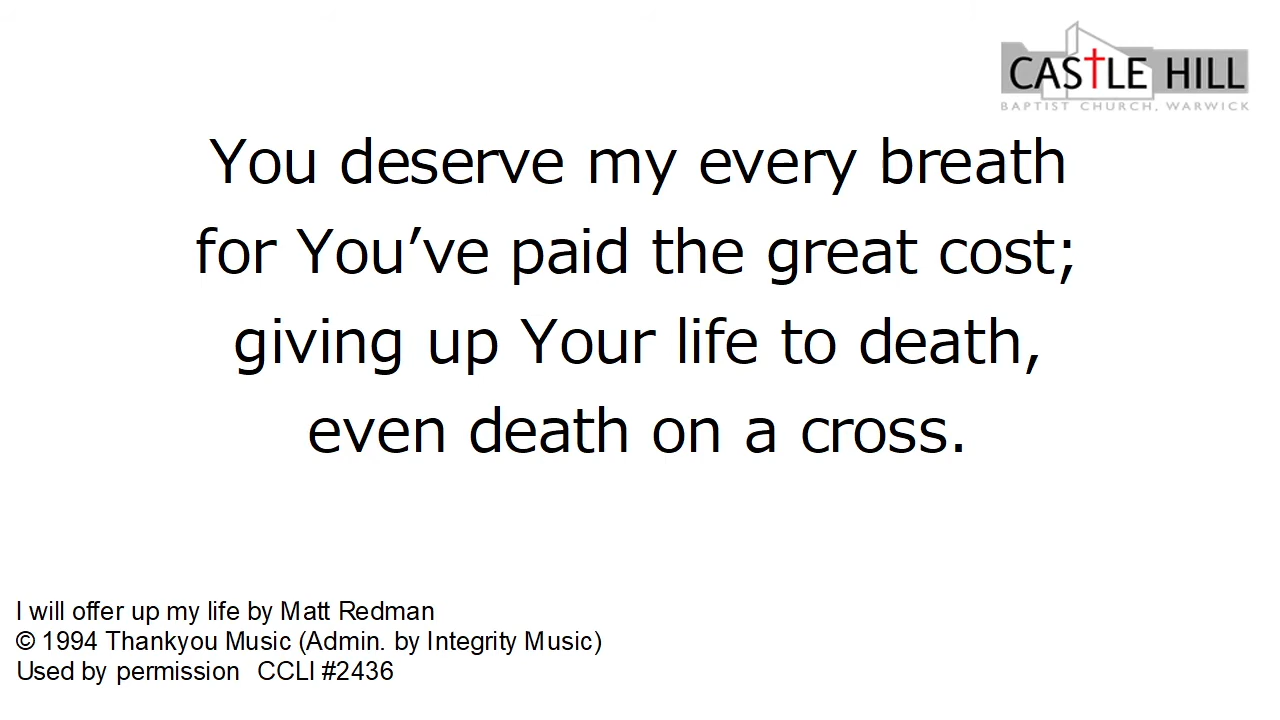 CASTLE HILL
BAPTIST CHURCH, WARWICK
You deserve my every breath
for You’ve paid the great cost;
giving up Your life to death,
even death on a cross.
I will offer up my life by Matt Redman
© 1994 Thankyou Music (Admin. by Integrity Music)
Used by permission   CCLI #2436